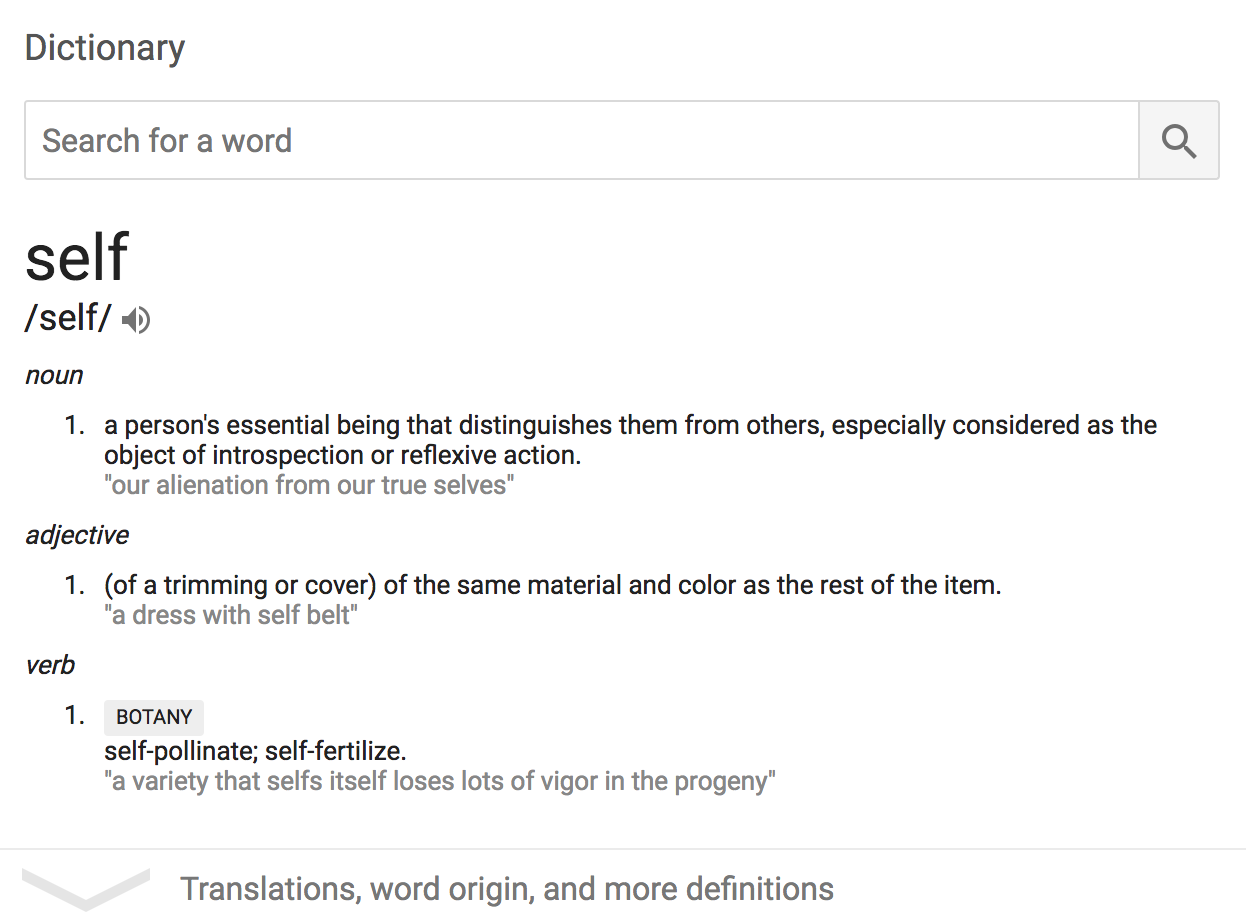 Dictionary
Search for a word
self
/self/
noun
1. a person's essential being that distinguishes them from others, especially considered as the
object of introspection or reflexive action.
"our alienation from our true selves"
adjective
1. (of a trimming or cover) of the same material and color as the rest of the item.
"a dress with self belt"
verb
1. BOTANY
self-pollinate; self-fertilize.
"a variety that selfs itself loses lots of vigor in the progeny"
Translations, word origin, and more definitions